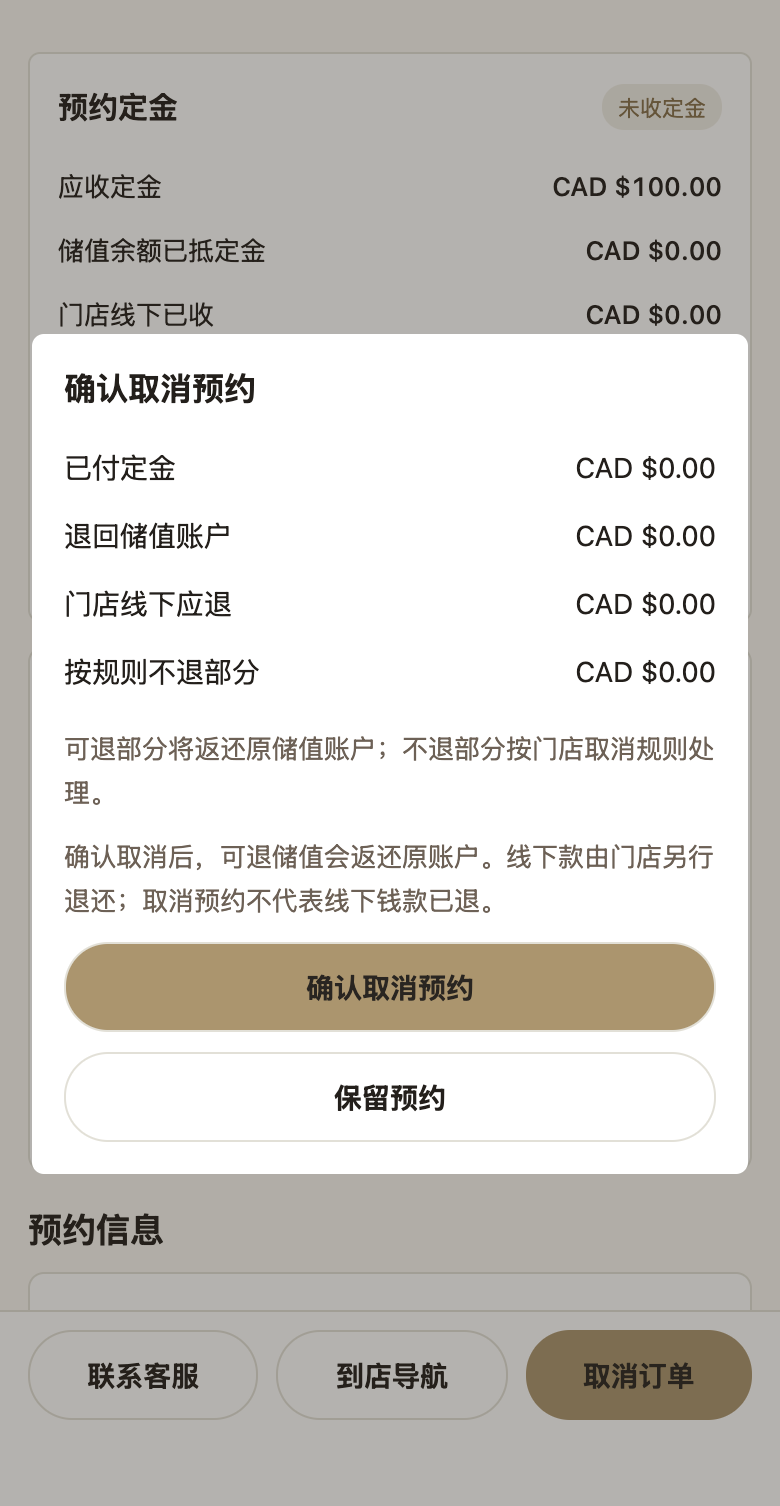 预约定金
未收定金
应收定金 CAD $100.00
储值余额已抵定金 CAD $0.00
门店线下已收 CAD $0.00
确认取消预约
已付定金 CAD $0.00
退回储值账户 CAD $0.00
门店线下应退 CAD $0.00
按规则不退部分 CAD $0.00
可退部分将返还原储值账户；不退部分按门店取消规则处
理。
确认取消后，可退储值会返还原账户。线下款由门店另行
退还；取消预约不代表线下钱款已退。
确认取消预约
保留预约
预约信息
联系客服
到店导航
取消订单